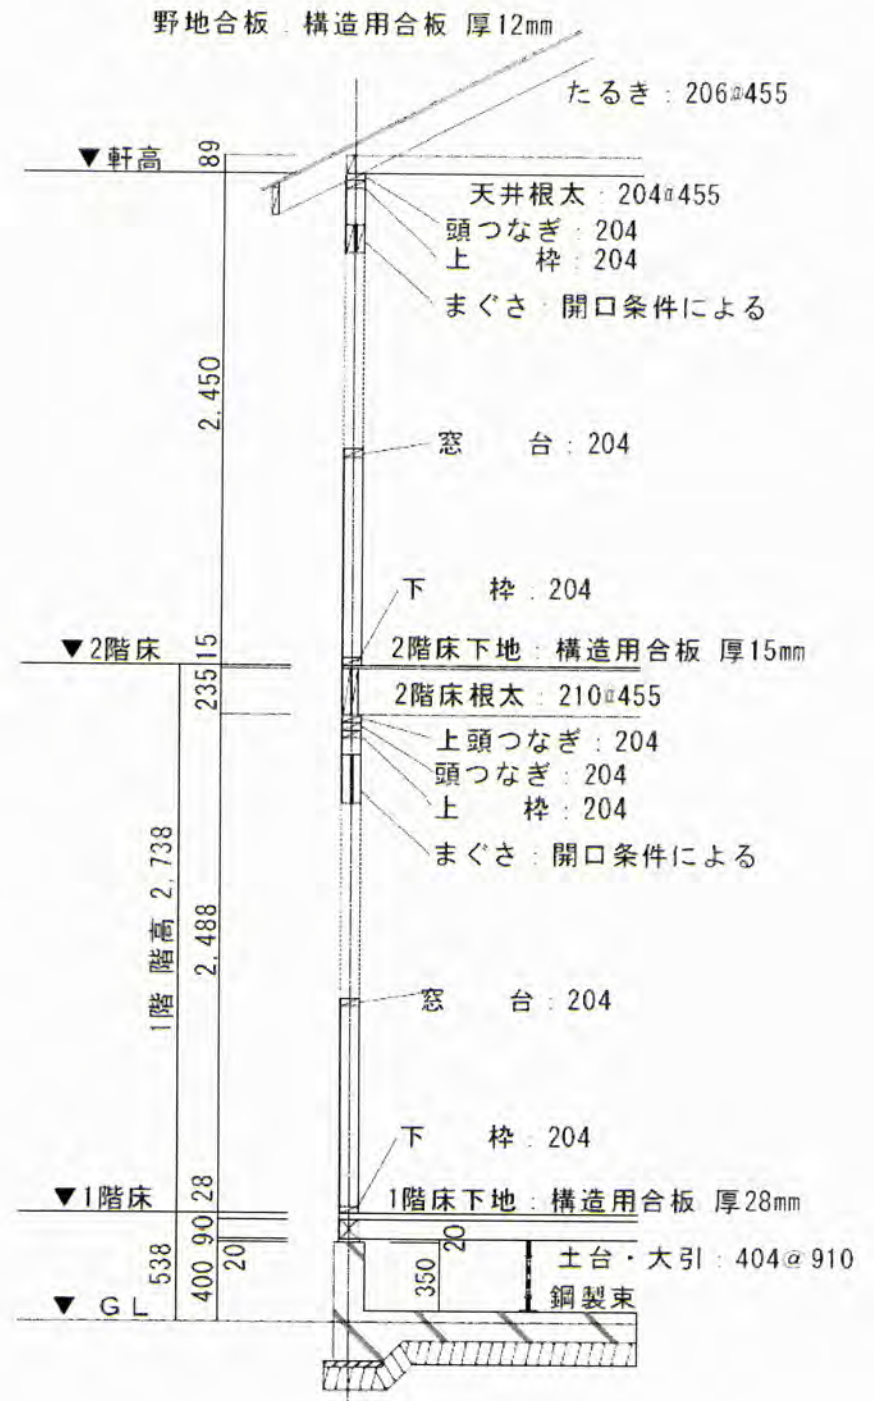 野地合板：構造用合板 厚12mm
たるき：206@455
▼軒高
89
天井根太：204@455
頭つなぎ：204
上　枠：204
まぐさ：開口条件による
2,450
窓　台：204
下　枠：204
▼2階床
15
2階床下地：構造用合板 厚15mm
235
2階床根太：210@455
上頭つなぎ：204
頭つなぎ：204
上　枠：204
まぐさ：開口条件による
1階 階高 2,738
2,488
窓　台：204
下　枠：204
▼1階床
28
1階床下地：構造用合板 厚28mm
90
20
20
538
400
350
土台・大引：404@910
鋼製束
▼ GL